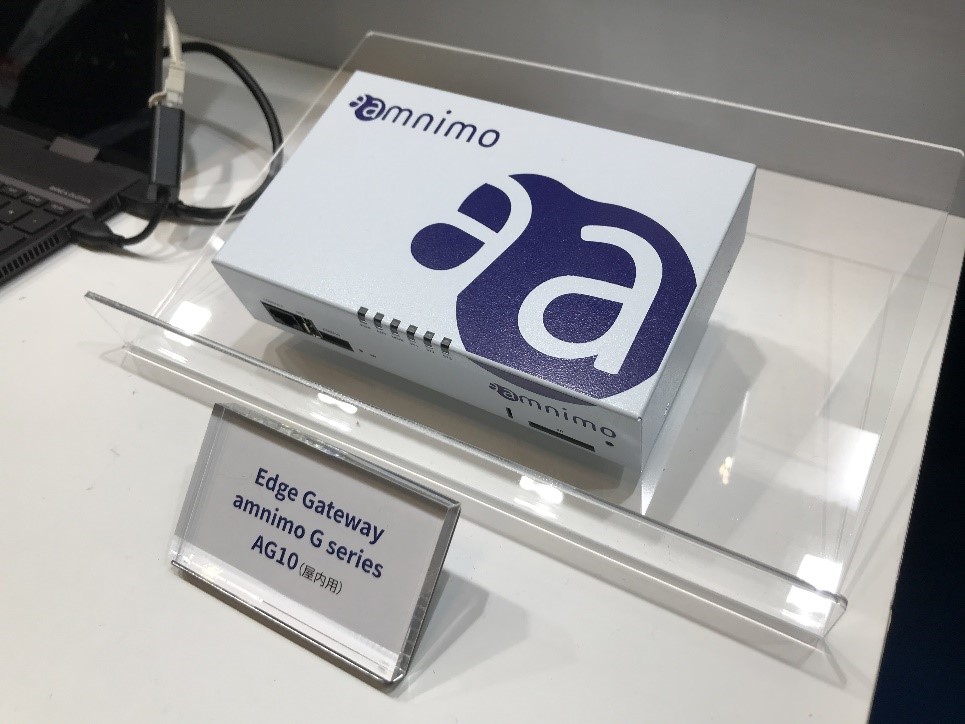 amnimo
a a
amnimo
Edge Gateway
amnimo G series
AG10 (屋内用)